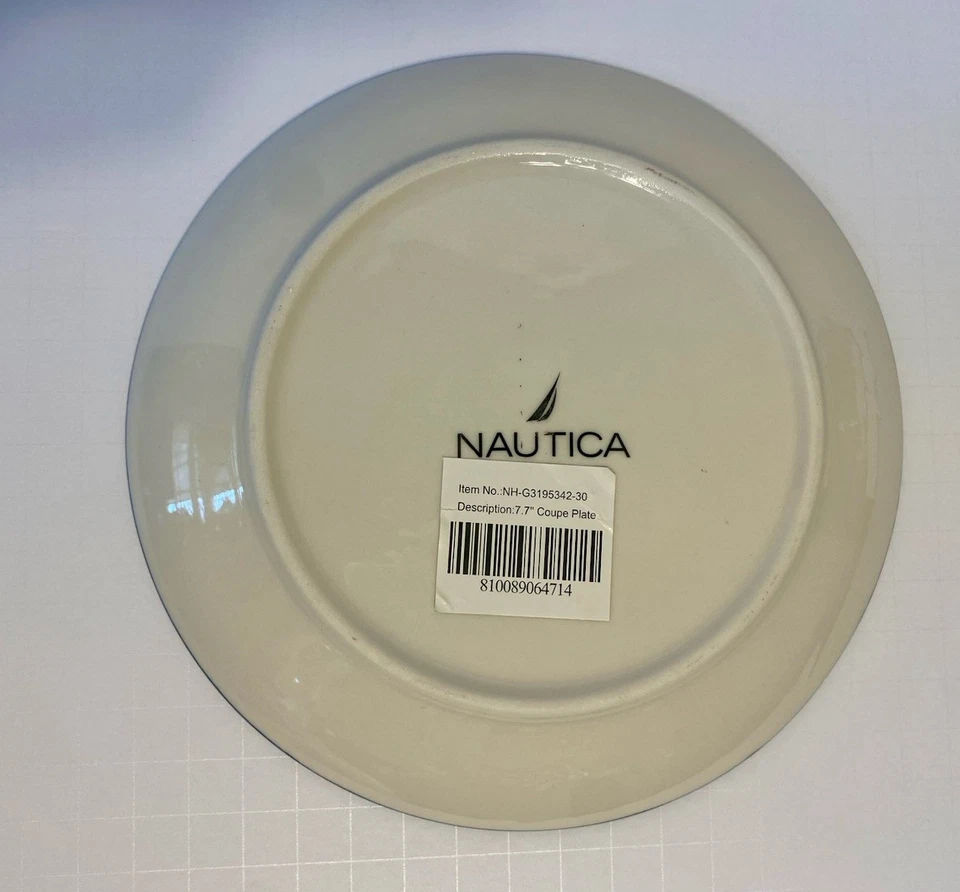 NAUTICA
Item No.:NH-G3195342-30
Description:7.7" Coupe Plate
810089064714